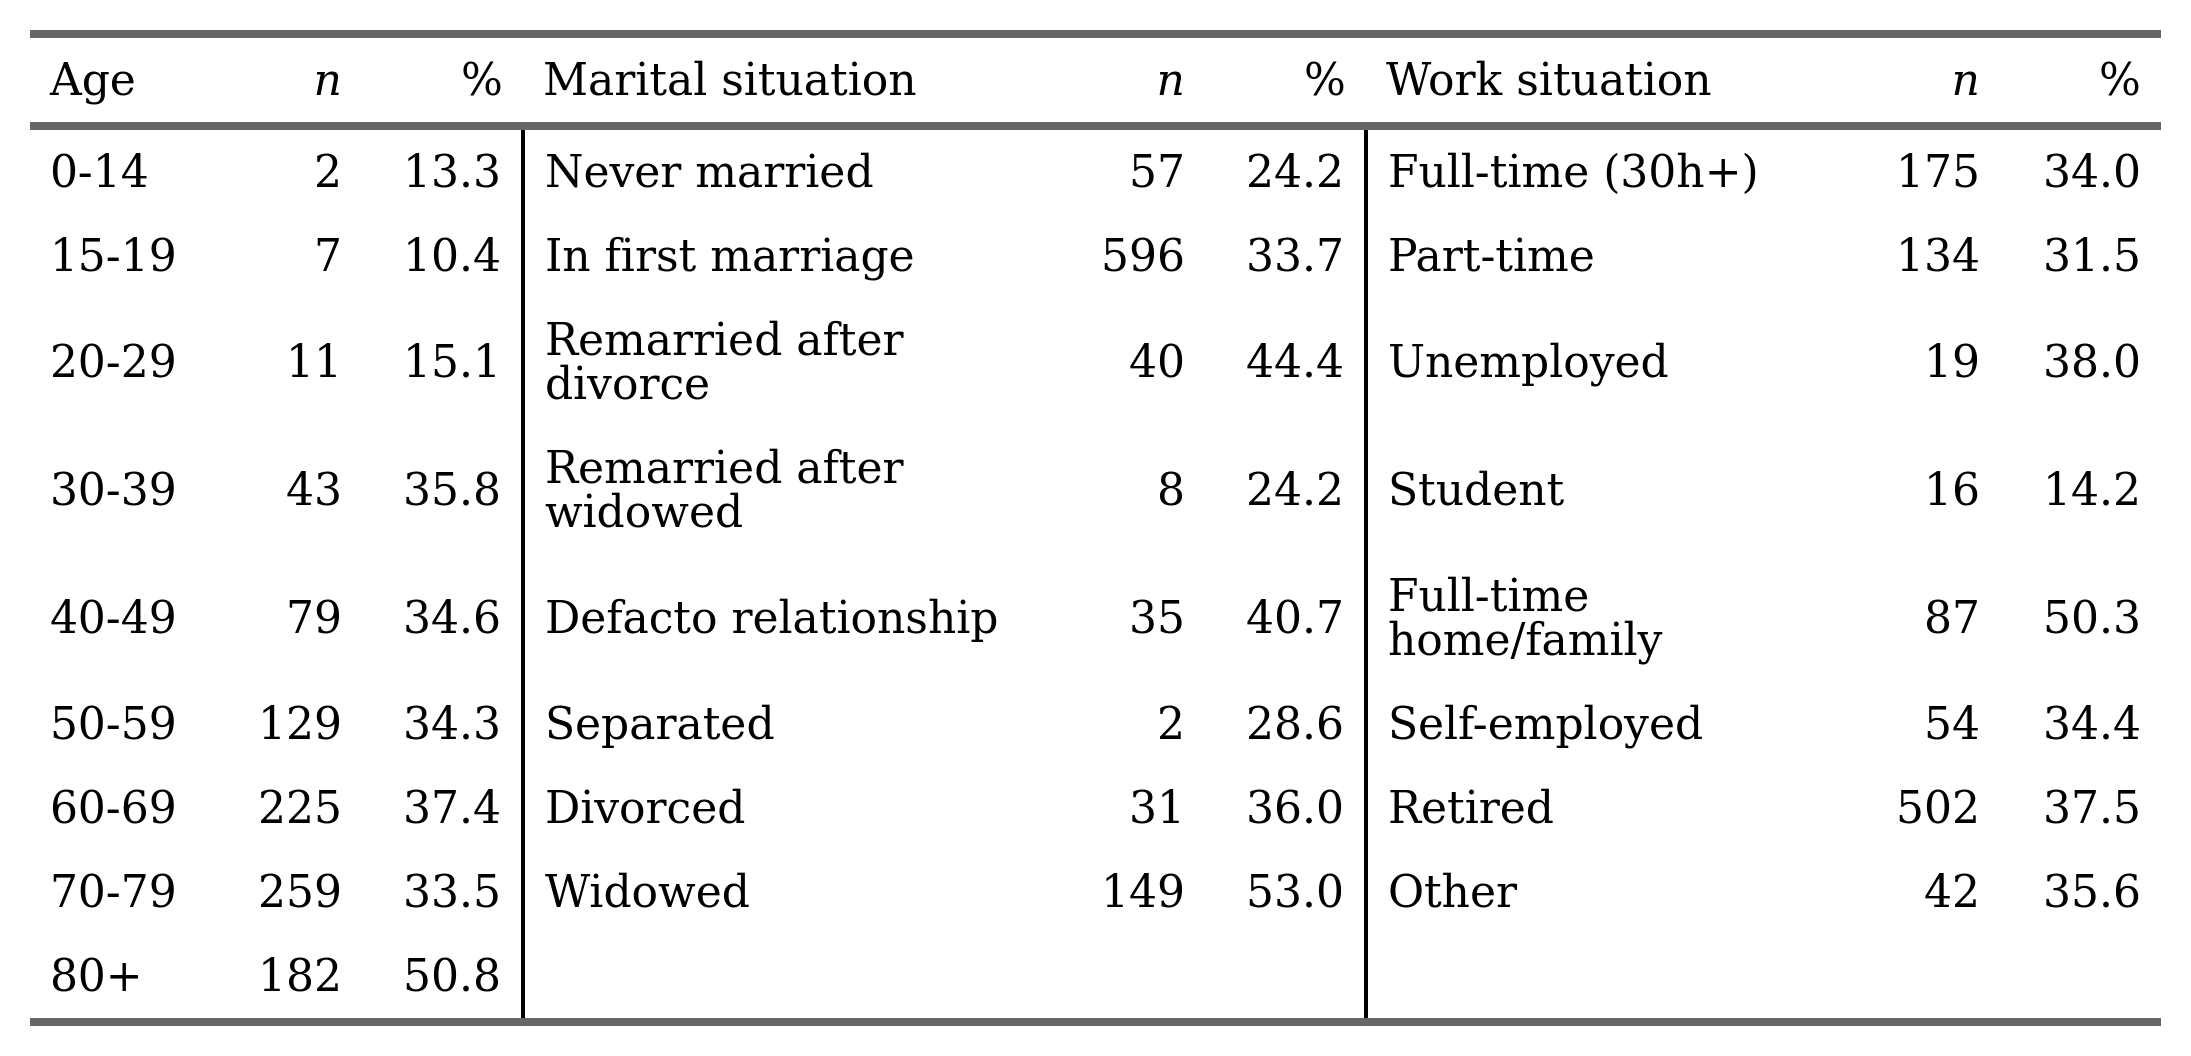 Age n % Marital situation n % Work situation n %
0-14 2 13.3 Never married 57 24.2 Full-time (30h+) 175 34.0
15-19 7 10.4 In first marriage 596 33.7 Part-time 134 31.5
20-29 11 15.1 Remarried after
divorce 40 44.4 Unemployed 19 38.0
30-39 43 35.8 Remarried after
widowed 8 24.2 Student 16 14.2
40-49 79 34.6 Defacto relationship 35 40.7 Full-time
home/family 87 50.3
50-59 129 34.3 Separated 2 28.6 Self-employed 54 34.4
60-69 225 37.4 Divorced 31 36.0 Retired 502 37.5
70-79 259 33.5 Widowed 149 53.0 Other 42 35.6
80+ 182 50.8